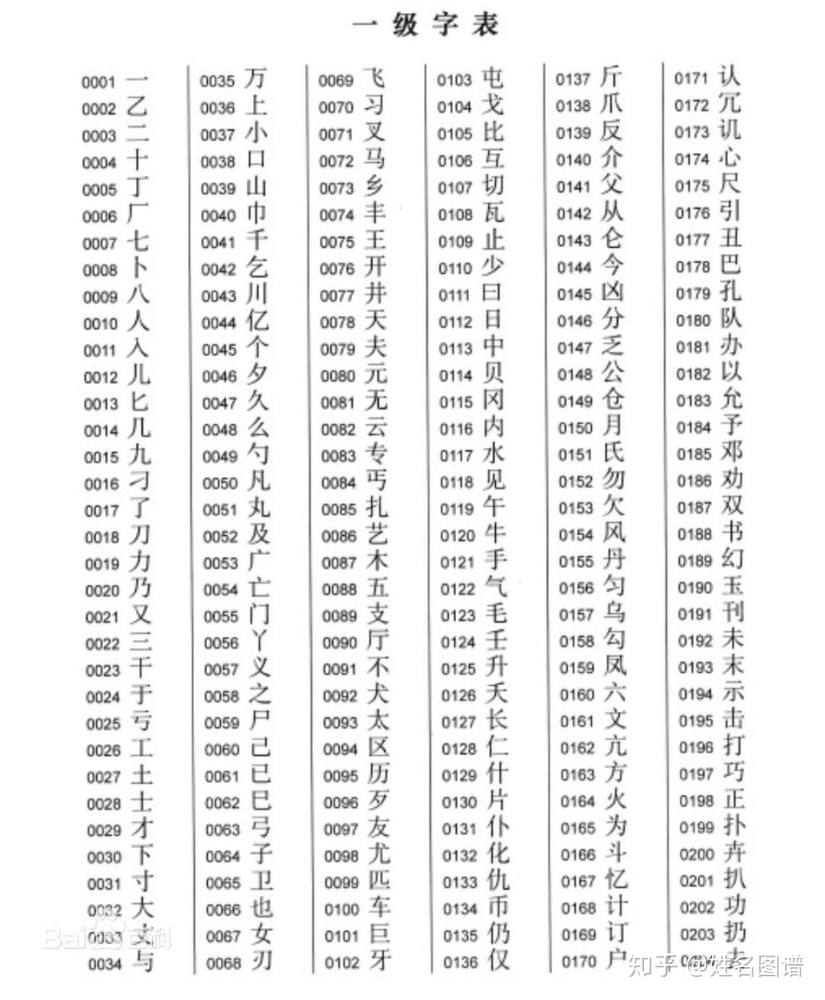 一级字表
0001 一
0002 乙
0003 二
0004 十
0005 丁
0006 厂
0007 七
0008 卜
0009 八
0010 人
0011 入
0012 儿
0013 匕
0014 几
0015 九
0016 刁
0017 了
0018 刀
0019 力
0020 乃
0021 又
0022 三
0023 干
0024 于
0025 亏
0026 工
0027 土
0028 士
0029 才
0030 下
0031 寸
0032 大
0033 丈
0034 与
0035 万
0036 上
0037 小
0038 口
0039 山
0040 巾
0041 千
0042 乞
0043 川
0044 亿
0045 个
0046 夕
0047 久
0048 么
0049 勺
0050 凡
0051 丸
0052 及
0053 广
0054 亡
0055 门
0056 丫
0057 义
0058 之
0059 尸
0060 己
0061 已
0062 巳
0063 弓
0064 子
0065 卫
0066 也
0067 女
0068 刃
0069 飞
0070 习
0071 叉
0072 马
0073 乡
0074 丰
0075 王
0076 开
0077 井
0078 天
0079 夫
0080 元
0081 无
0082 云
0083 专
0084 丐
0085 扎
0086 艺
0087 木
0088 五
0089 支
0090 厅
0091 不
0092 犬
0093 太
0094 区
0095 历
0096 歹
0097 友
0098 尤
0099 匹
0100 车
0101 巨
0102 牙
0103 屯
0104 戈
0105 比
0106 互
0107 切
0108 瓦
0109 止
0110 少
0111 曰
0112 日
0113 中
0114 贝
0115 冈
0116 内
0117 水
0118 见
0119 午
0120 牛
0121 手
0122 气
0123 毛
0124 壬
0125 升
0126 夭
0127 长
0128 仁
0129 什
0130 片
0131 仆
0132 化
0133 仇
0134 币
0135 仍
0136 仅
0137 斤
0138 爪
0139 反
0140 介
0141 父
0142 从
0143 仑
0144 今
0145 凶
0146 分
0147 乏
0148 公
0149 仓
0150 月
0151 氏
0152 勿
0153 欠
0154 风
0155 丹
0156 匀
0157 乌
0158 勾
0159 凤
0160 六
0161 文
0162 亢
0163 方
0164 火
0165 为
0166 斗
0167 忆
0168 计
0169 订
0170 户
0171 认
0172 冗
0173 讥
0174 心
0175 尺
0176 引
0177 丑
0178 巴
0179 孔
0180 队
0181 办
0182 以
0183 允
0184 予
0185 邓
0186 劝
0187 双
0188 书
0189 幻
0190 玉
0191 刊
0192 未
0193 末
0194 示
0195 击
0196 打
0197 巧
0198 正
0199 扑
0200 卉
0201 扒
0202 功
0203 扔
0204 去
Baidu百科
知乎 @姓名图谱